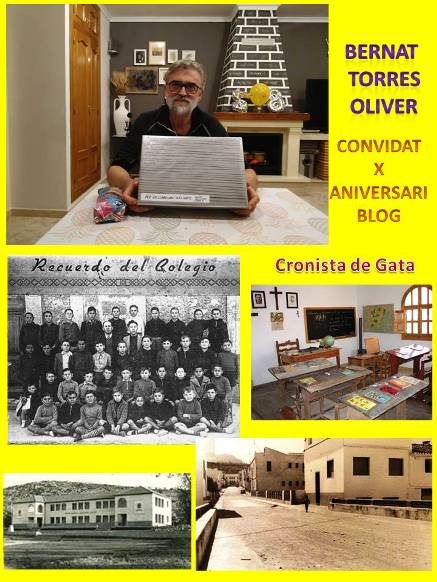 BERNAT
TORRES
OLIVER
CONVIDAT
X
ANIVERSARI
BLOG
Recuerdo del Colegio
Cronista de Gata